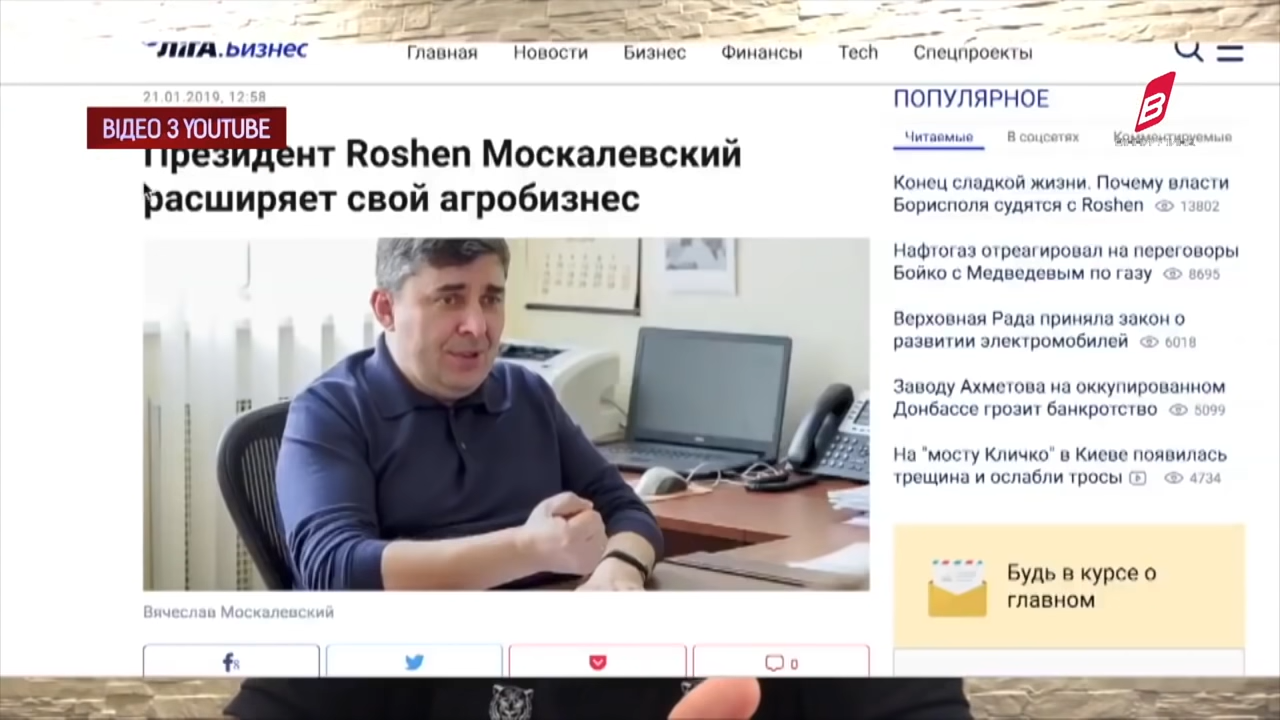 ЛІГА.Бизнес
Главная
Новости
Бизнес
Финансы
Tech
Спецпроекты
21.01.2019, 12:58
ВІДЕО З YOUTUBE
Президент Roshen Москалевский
расширяет свой агробизнес
Вячеслав Москалевский
8
0
В
ПОПУЛЯРНОЕ
Читаемые
В соцсетях
Комментируемые
Конец сладкой жизни. Почему власти
Борисполя судятся с Roshen 13802
Нафтогаз отреагировал на переговоры
Бойко с Медведевым по газу 8695
Верховная Рада приняла закон о
развитии электромобилей 6018
Заводу Ахметова на оккупированном
Донбассе грозит банкротство 5099
На "мосту Кличко" в Киеве появилась
трещина и ослабли тросы 4734
Будь в курсе о
главном